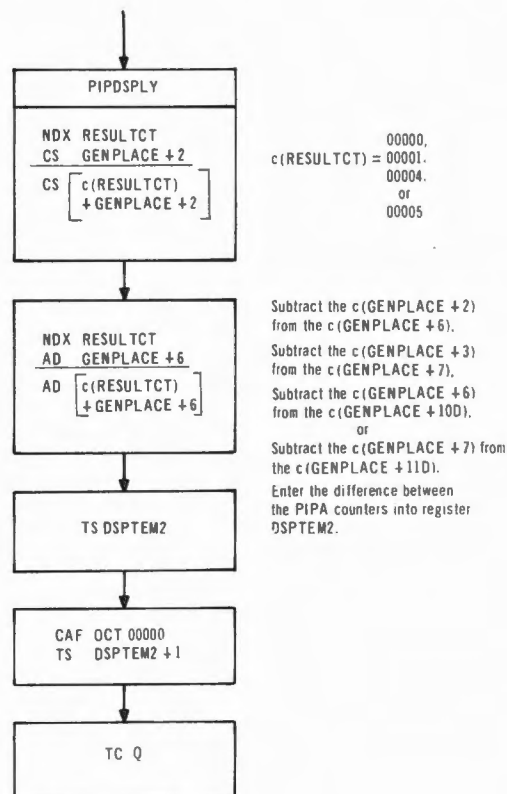 PIPDSPLY
NDX RESULTCT
CS GENPLACE +2
CS [c(RESULTCT)
+GENPLACE +2]
c(RESULTCT) = 00000,
00001.
00004.
or
00005
NDX RESULTCT
AD GENPLACE +6
AD [c(RESULTCT)
+GENPLACE +6]
Subtract the c(GENPLACE +2)
from the c(GENPLACE +6).
Subtract the c(GENPLACE +3)
from the c(GENPLACE +7),
Subtract the c(GENPLACE +6)
from the c(GENPLACE +10D).
or
Subtract the c(GENPLACE +7) from
the c(GENPLACE +11D).
Enter the difference between
the PIPA counters into register
DSPTEM2.
TS DSPTEM2
CAF OCT 00000
TS DSPTEM2 +1
TC Q